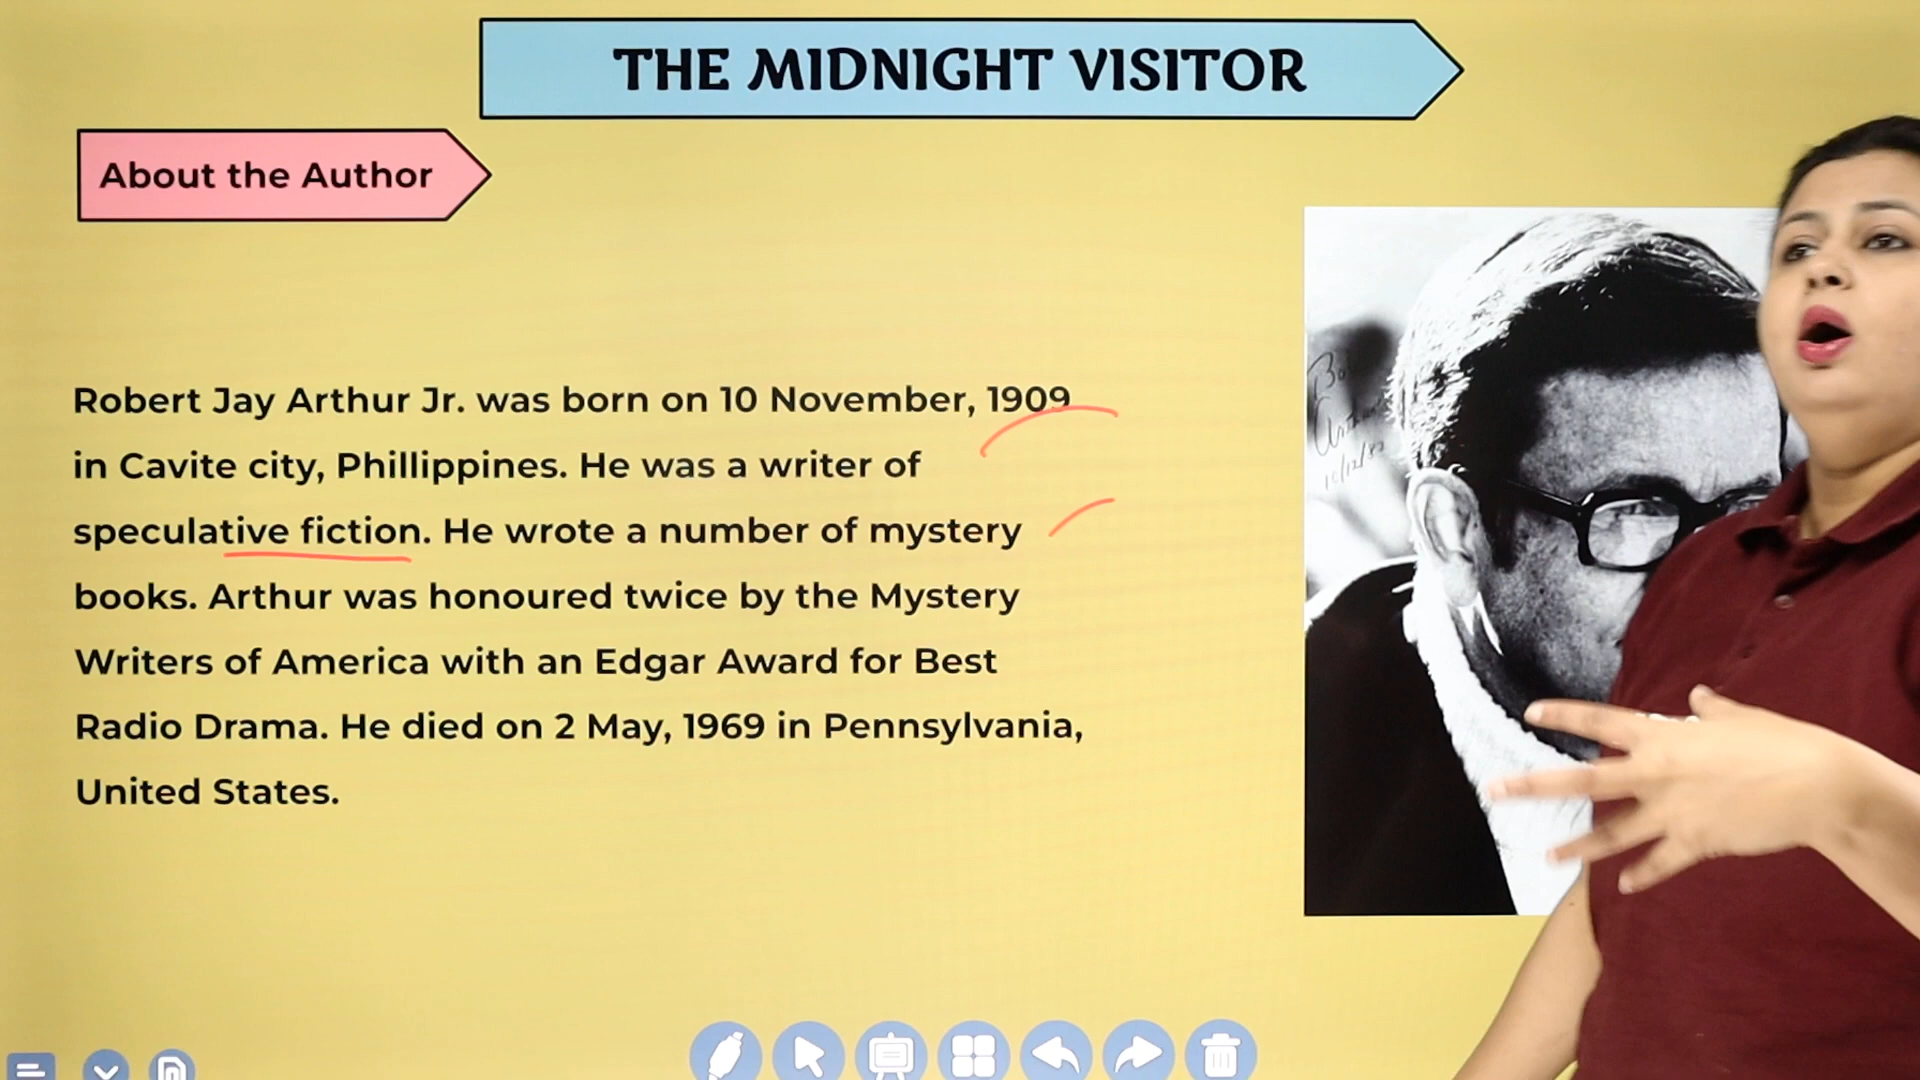 THE MIDNIGHT VISITOR
About the Author
Robert Jay Arthur Jr. was born on 10 November, 1909
in Cavite city, Phillippines. He was a writer of
speculative fiction. He wrote a number of mystery
books. Arthur was honoured twice by the Mystery
Writers of America with an Edgar Award for Best
Radio Drama. He died on 2 May, 1969 in Pennsylvania,
United States.